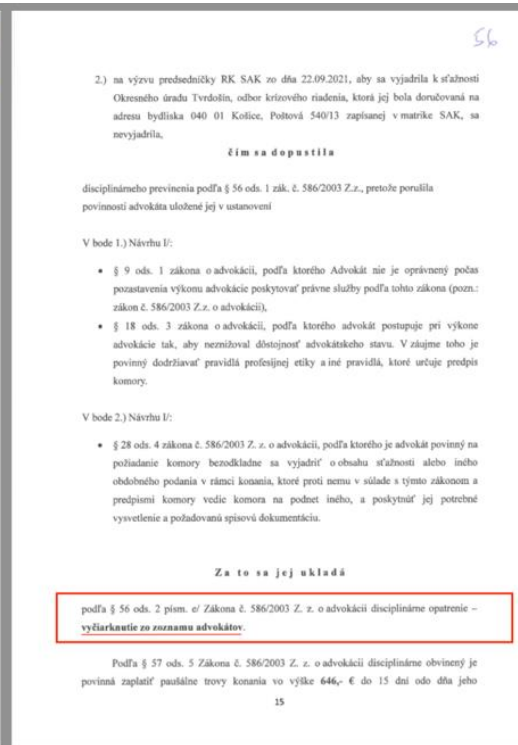 56
2.) na výzvu predsedníčky RK SAK zo dňa 22.09.2021, aby sa vyjadrila k sťažnosti
Okresného úradu Tvrdošín, odbor krízového riadenia, ktorá jej bola doručovaná na
adresu bydliska 040 01 Košice, Poštová 540/13 zapísanej v matrike SAK, sa
nevyjadrila,
čím sa dopustila
disciplinárneho previnenia podľa § 56 ods. 1 zák. č. 586/2003 Z.z., pretože porušila
povinnosti advokáta uložené jej v ustanovení
V bode 1.) Návrhu I/:
• § 9 ods. 1 zákona o advokácii, podľa ktorého Advokát nie je oprávnený počas
pozastavenia výkonu advokácie poskytovať právne služby podľa tohto zákona (pozn.:
zákon č. 586/2003 Z.z. o advokácii),
• § 18 ods. 3 zákona o advokácii, podľa ktorého advokát postupuje pri výkone
advokácie tak, aby neznižoval dôstojnosť advokátskeho stavu. V záujme toho je
povinný dodržiavať pravidlá profesijnej etiky a iné pravidlá, ktoré určuje predpis
komory.
V bode 2.) Návrhu I/:
• § 28 ods. 4 zákona č. 586/2003 Z. z. o advokácii, podľa ktorého je advokát povinný na
požiadanie komory bezodkladne sa vyjadriť o obsahu sťažnosti alebo iného
obdobného podania v rámci konania, ktoré proti nemu v súlade s týmto zákonom a
predpismi komory vedie komora na podnet iného, a poskytnúť jej potrebné
vysvetlenie a požadovanú spisovú dokumentáciu.
Za to sa jej ukladá
podľa § 56 ods. 2 písm. e/ Zákona č. 586/2003 Z. z. o advokácii disciplinárne opatrenie –
vyčiarknutie zo zoznamu advokátov.
Podľa § 57 ods. 5 Zákona č. 586/2003 Z. z. o advokácii disciplinárne obvinený je
povinná zaplatiť paušálne trovy konania vo výške 646,- € do 15 dní odo dňa jeho
15